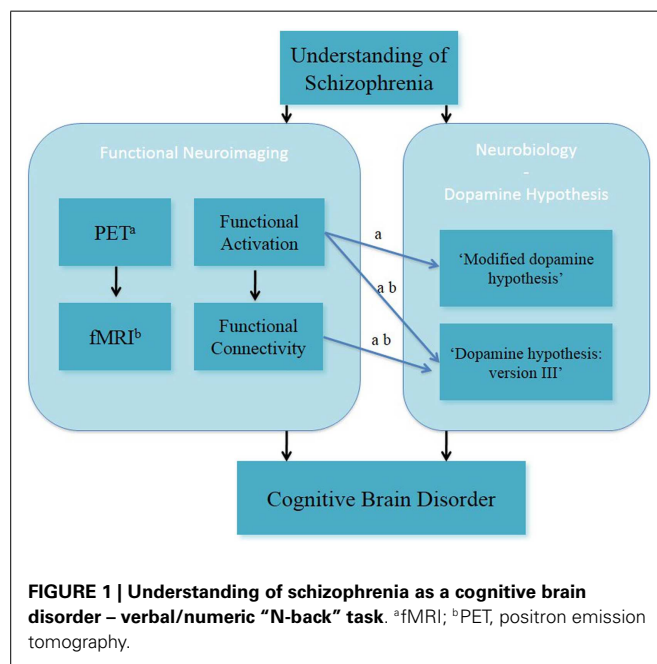 Understanding of
Schizophrenia
Functional Neuroimaging
Neurobiology
-
Dopamine Hypothesis
PETᵃ
Functional
Activation
a
'Modified dopamine
hypothesis'
a b
fMRIᵇ
Functional
Connectivity
a b
'Dopamine hypothesis:
version III'
Cognitive Brain Disorder
FIGURE 1 | Understanding of schizophrenia as a cognitive brain
disorder – verbal/numeric “N-back” task. ᵃfMRI; ᵇPET, positron emission
tomography.